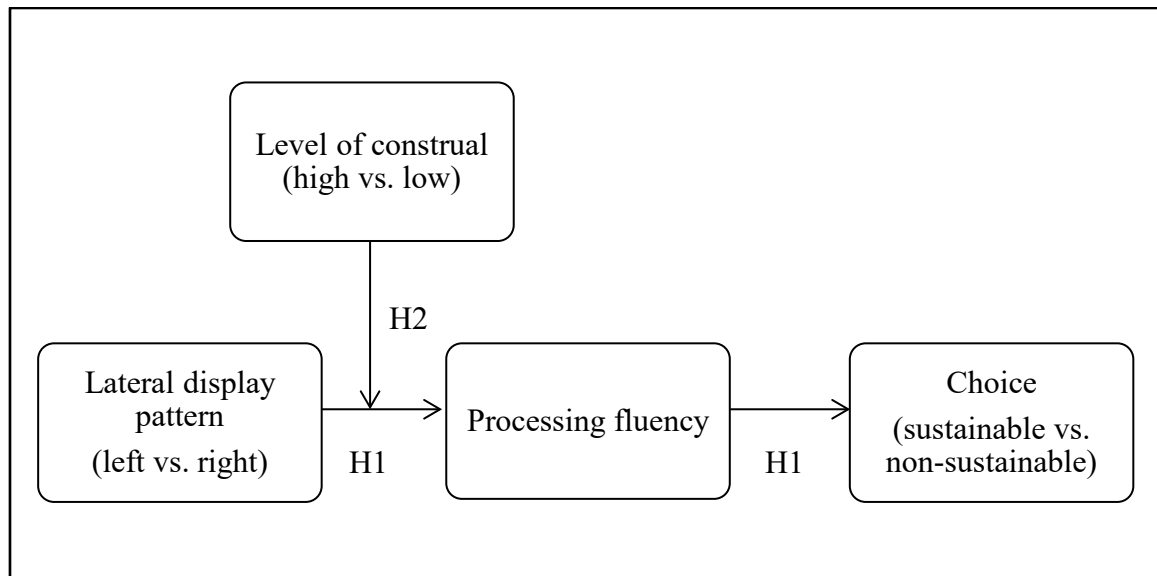 Level of construal
(high vs. low)
H2
Lateral display
pattern
(left vs. right)
H1
Processing fluency
H1
Choice
(sustainable vs.
non-sustainable)